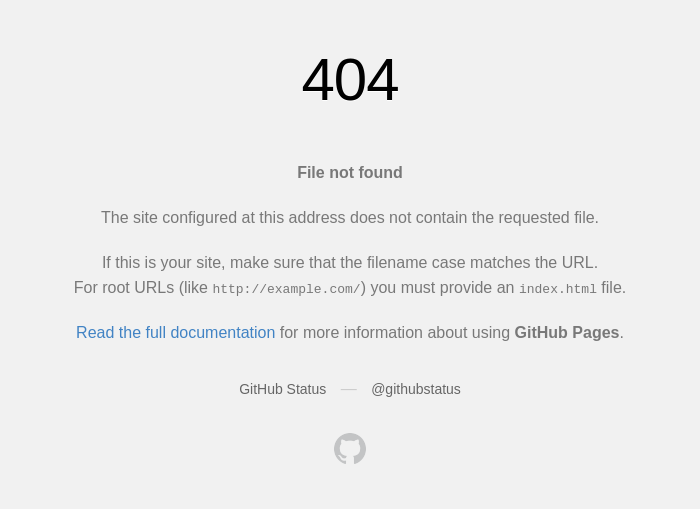 404
File not found
The site configured at this address does not contain the requested file.
If this is your site, make sure that the filename case matches the URL.
For root URLs (like http://example.com/) you must provide an index.html file.
Read the full documentation for more information about using GitHub Pages.
GitHub Status — @githubstatus